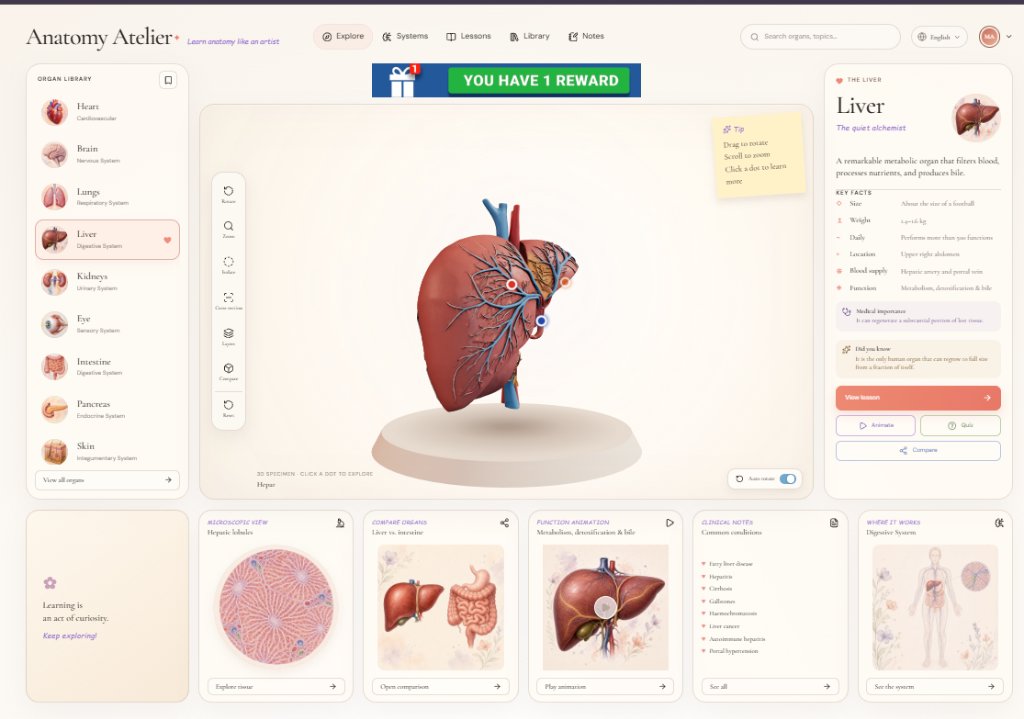 Anatomy Atelier
Learn anatomy like an artist
Explore
Systems
Lessons
Library
Notes
Search organs, topics...
English
MA
ORGAN LIBRARY
Heart
Cardiovascular
Brain
Nervous System
Lungs
Respiratory System
Liver
Digestive System
Kidneys
Urinary System
Eye
Sensory System
Intestine
Digestive System
Pancreas
Endocrine System
Skin
Integumentary System
View all organs
1
YOU HAVE 1 REWARD
Rotate
Zoom
Isolate
Cross-section
Layers
Compare
Reset
Tip
Drag to rotate
Scroll to zoom
Click a dot to learn
more
3D SPECIMEN · CLICK A DOT TO EXPLORE
Hepar
Auto rotate
THE LIVER
Liver
The quiet alchemist
A remarkable metabolic organ that filters blood,
processes nutrients, and produces bile.
KEY FACTS
Size About the size of a football
Weight 1.4–1.6 kg
Daily Performs more than 500 functions
Location Upper right abdomen
Blood supply Hepatic artery and portal vein
Function Metabolism, detoxification & bile
Medical importance
It can regenerate a substantial portion of lost tissue.
Did you know
It is the only human organ that can regrow to full size
from a fraction of itself.
View lesson
Animate
Quiz
Compare
Learning is
an act of curiosity.
Keep exploring!
MICROSCOPIC VIEW
Hepatic lobules
Explore tissue
COMPARE ORGANS
Liver vs. intestine
Open comparison
FUNCTION ANIMATION
Metabolism, detoxification & bile
Play animation
CLINICAL NOTES
Common conditions
Fatty liver disease
Hepatitis
Cirrhosis
Gallstones
Haemochromatosis
Liver cancer
Autoimmune hepatitis
Portal hypertension
See all
WHERE IT WORKS
Digestive System
See the system